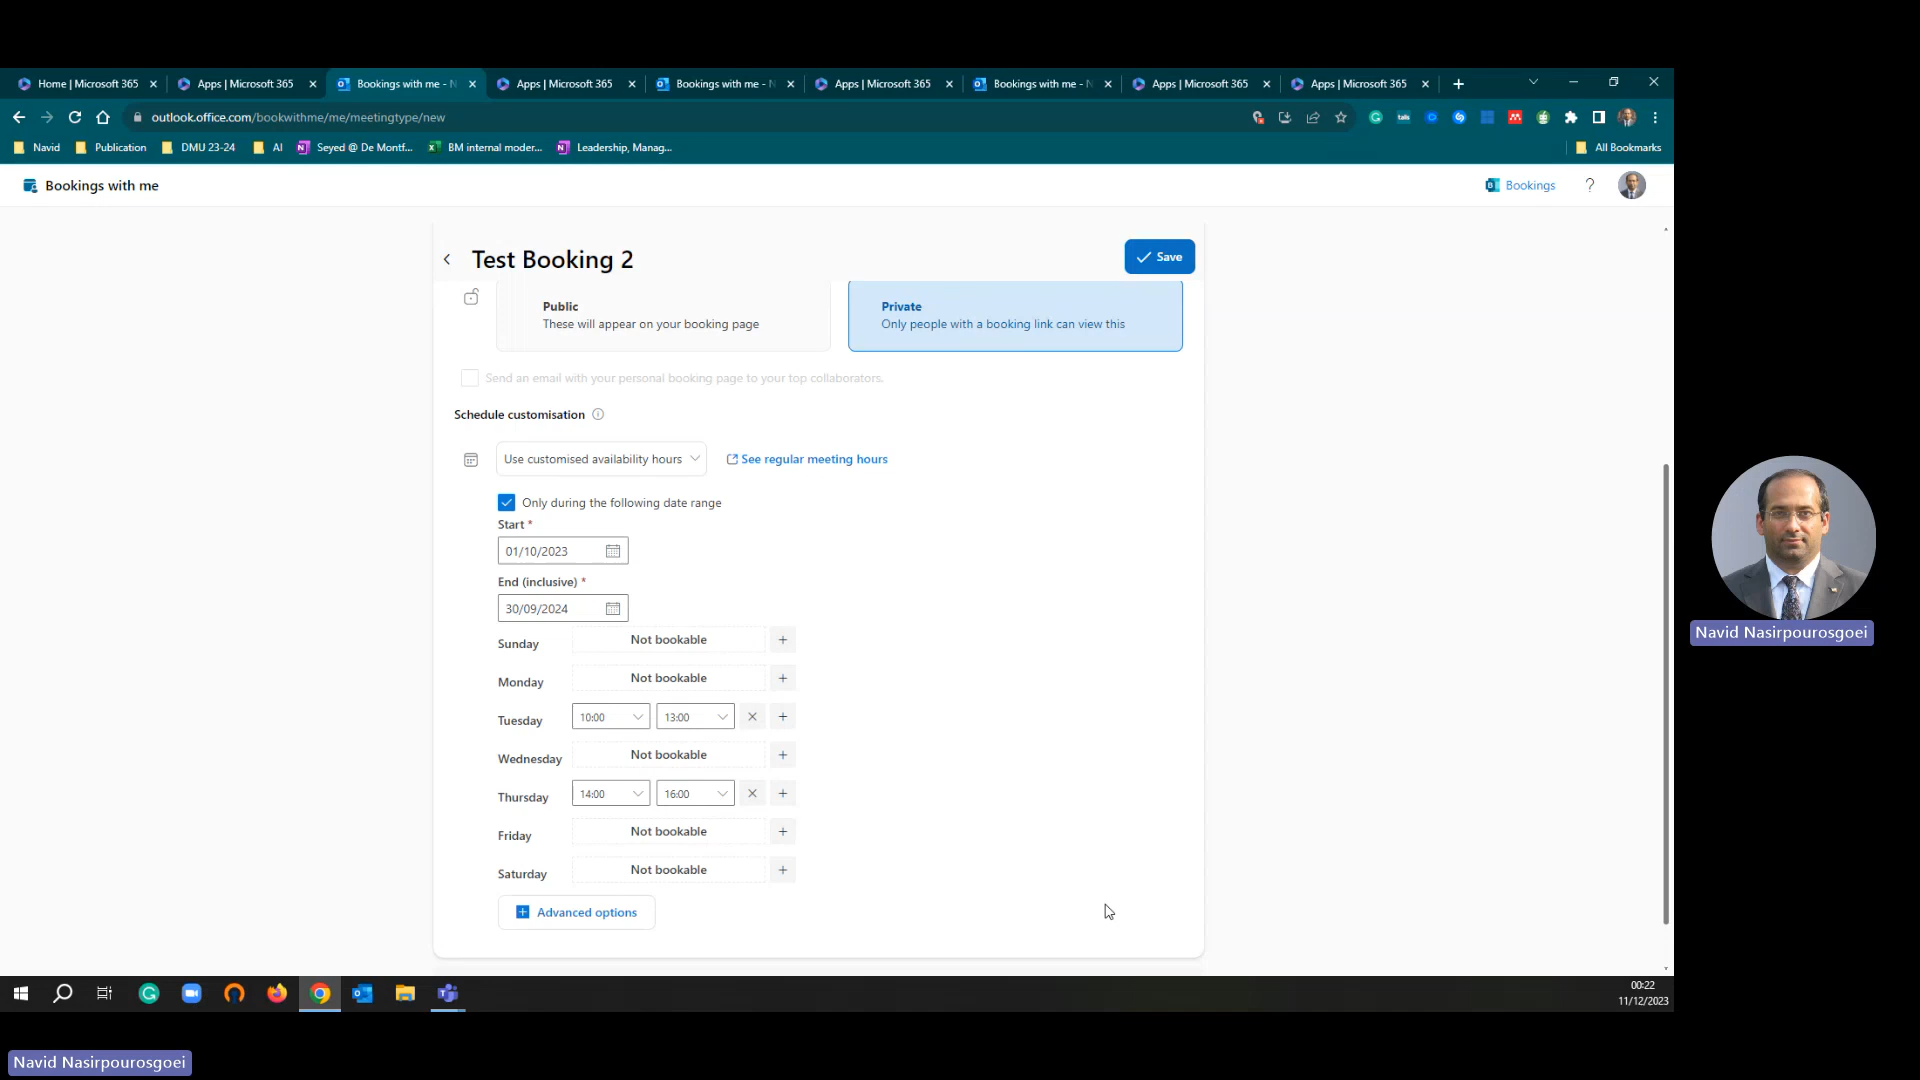 Home | Microsoft 365
Apps | Microsoft 365
Bookings with me - N
Apps | Microsoft 365
Bookings with me - N
Apps | Microsoft 365
Bookings with me - N
Apps | Microsoft 365
Apps | Microsoft 365
outlook.office.com/bookwithme/me/meetingtype/new
Navid
Publication
DMU 23-24
AI
Seyed @ De Montf...
BM internal moder...
Leadership, Manag...
All Bookmarks
Bookings with me
Bookings
?
Test Booking 2
Save
Public
These will appear on your booking page
Private
Only people with a booking link can view this
Send an email with your personal booking page to your top collaborators.
Schedule customisation
Use customised availability hours
See regular meeting hours
Only during the following date range
Start *
01/10/2023
End (inclusive) *
30/09/2024
Sunday Not bookable +
Monday Not bookable +
Tuesday 10:00 13:00 +
Wednesday Not bookable +
Thursday 14:00 16:00 +
Friday Not bookable +
Saturday Not bookable +
Advanced options
00:22
11/12/2023
Navid Nasirpourosgoei
Navid Nasirpourosgoei